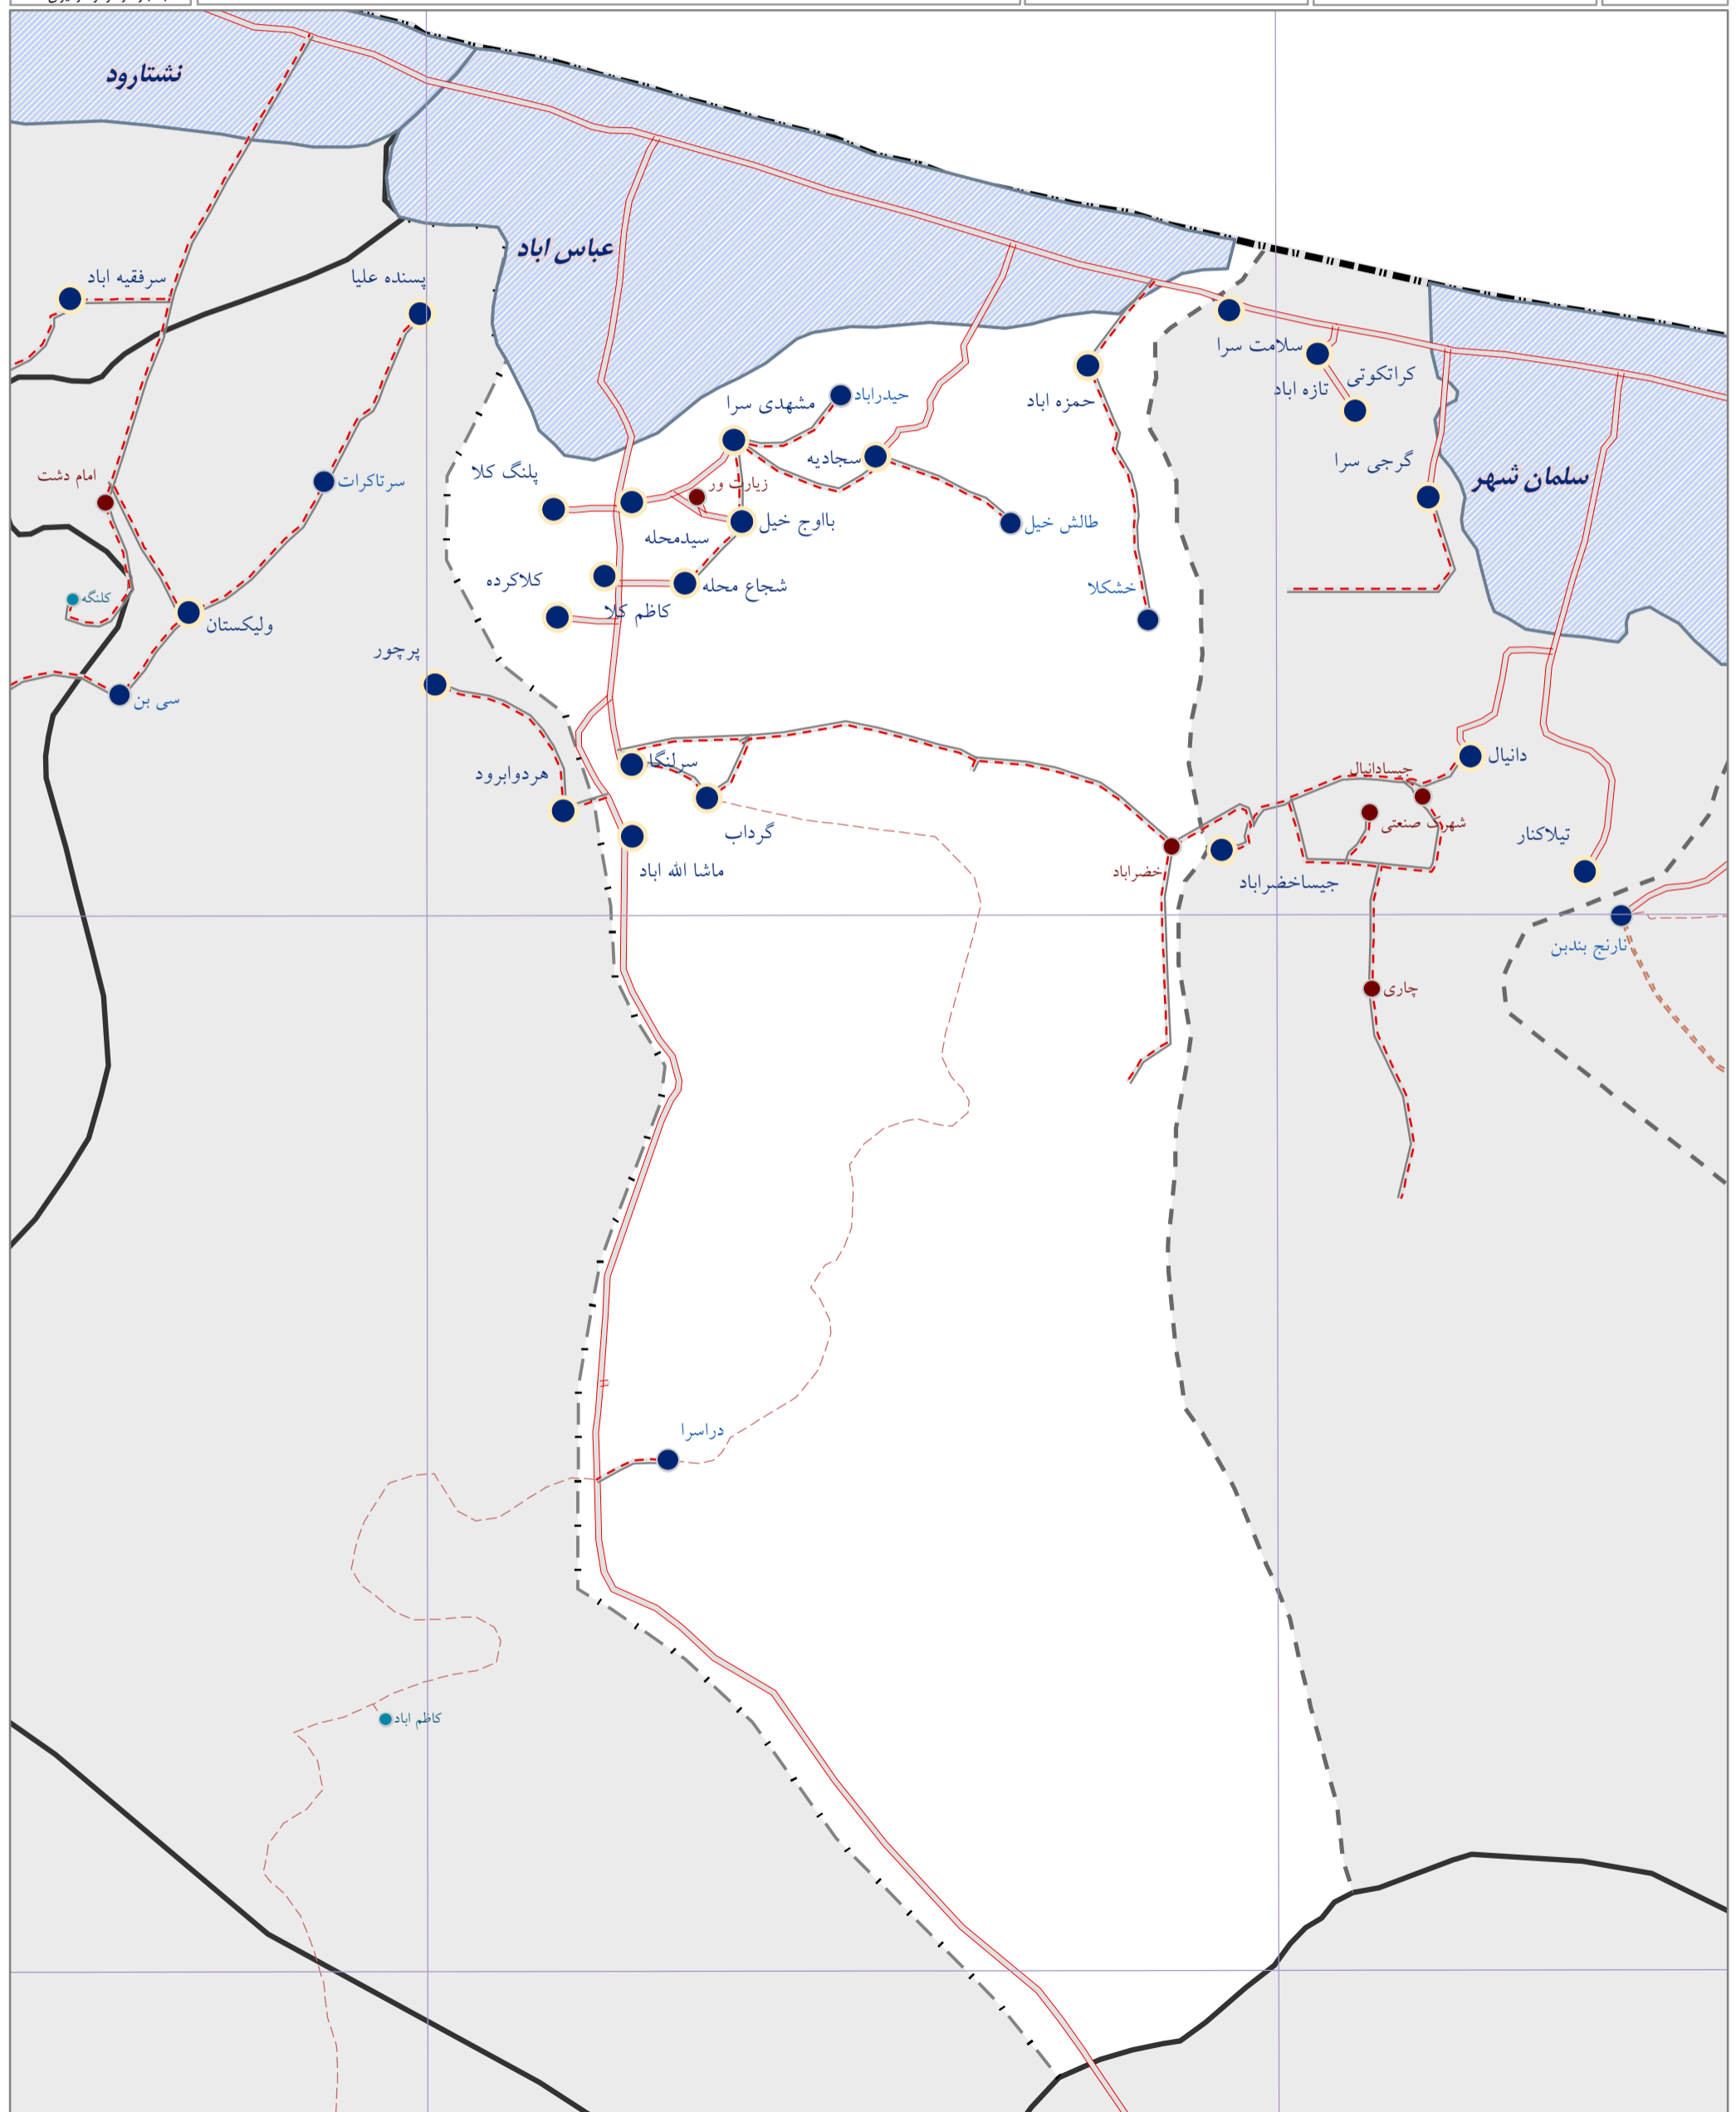 نشتارود
عباس اباد
سرفقیه اباد
پسنده علیا
سلامت سرا
کراتکوتی
تازه اباد
حمزه اباد
حیدراباد
مشهدی سرا
سجادیه
گرجی سرا
سلمان شهر
پلنگ کلا
امام دشت
سرتاکرات
زیارت ور
بااوج خیل
طالش خیل
سیدمحله
کلاکرده
شجاع محله
خشکلا
کلنگه
کاظم کلا
ولیکستان
پرچور
سی بن
سرلنگا
دانیال
جیسادانیال
هردوابرود
شهرک صنعتی
گرداب
تیلاکنار
ماشا الله اباد
خضراباد
جیساخضراباد
نارنج بندبن
چاری
دراسرا
کاظم اباد